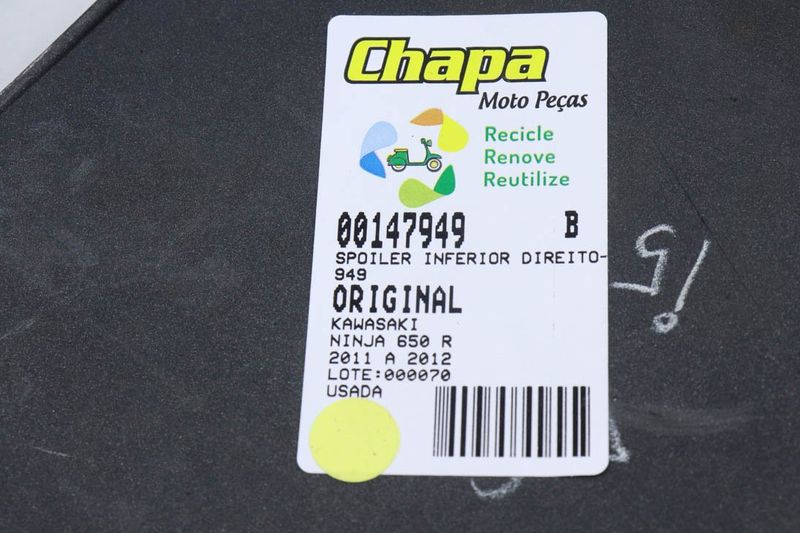 Chapa
Moto Peças
Recicle
Renove
Reutilize
00147949 B
SPOILER INFERIOR DIREITO-
949
ORIGINAL
KAWASAKI
NINJA 650 R
2011 A 2012
LOTE:000070
USADA